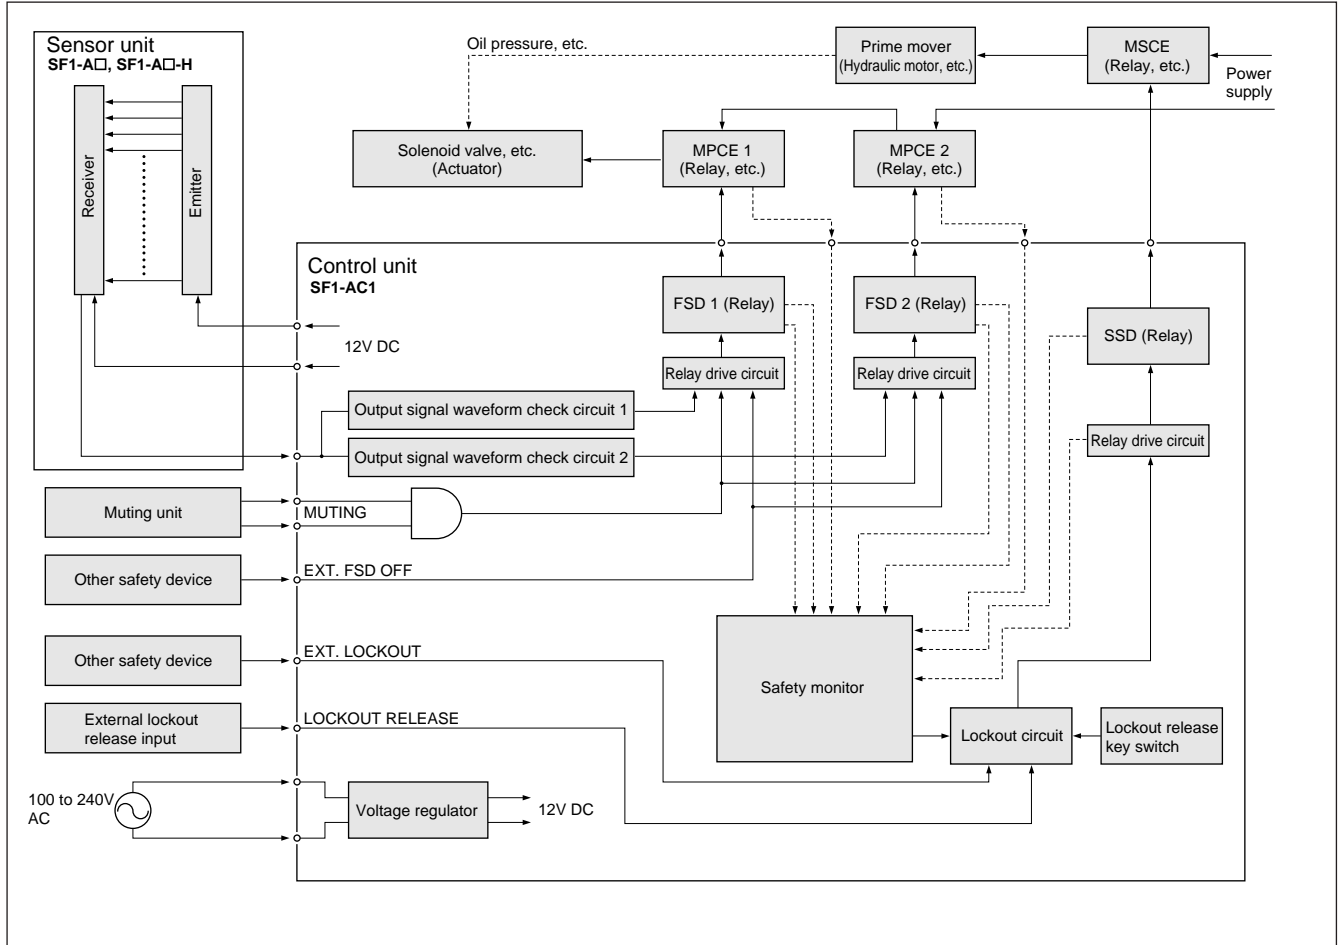 Sensor unit
SF1-A□, SF1-A□-H
Receiver
Emitter
Oil pressure, etc.
Prime mover
(Hydraulic motor, etc.)
MSCE
(Relay, etc.)
Power
supply
Solenoid valve, etc.
(Actuator)
MPCE 1
(Relay, etc.)
MPCE 2
(Relay, etc.)
Control unit
SF1-AC1
12V DC
FSD 1 (Relay)
FSD 2 (Relay)
SSD (Relay)
Relay drive circuit
Relay drive circuit
Relay drive circuit
Output signal waveform check circuit 1
Output signal waveform check circuit 2
Muting unit
MUTING
Other safety device
EXT. FSD OFF
Other safety device
EXT. LOCKOUT
External lockout
release input
LOCKOUT RELEASE
Safety monitor
Lockout circuit
Lockout release
key switch
100 to 240V
AC
Voltage regulator
12V DC